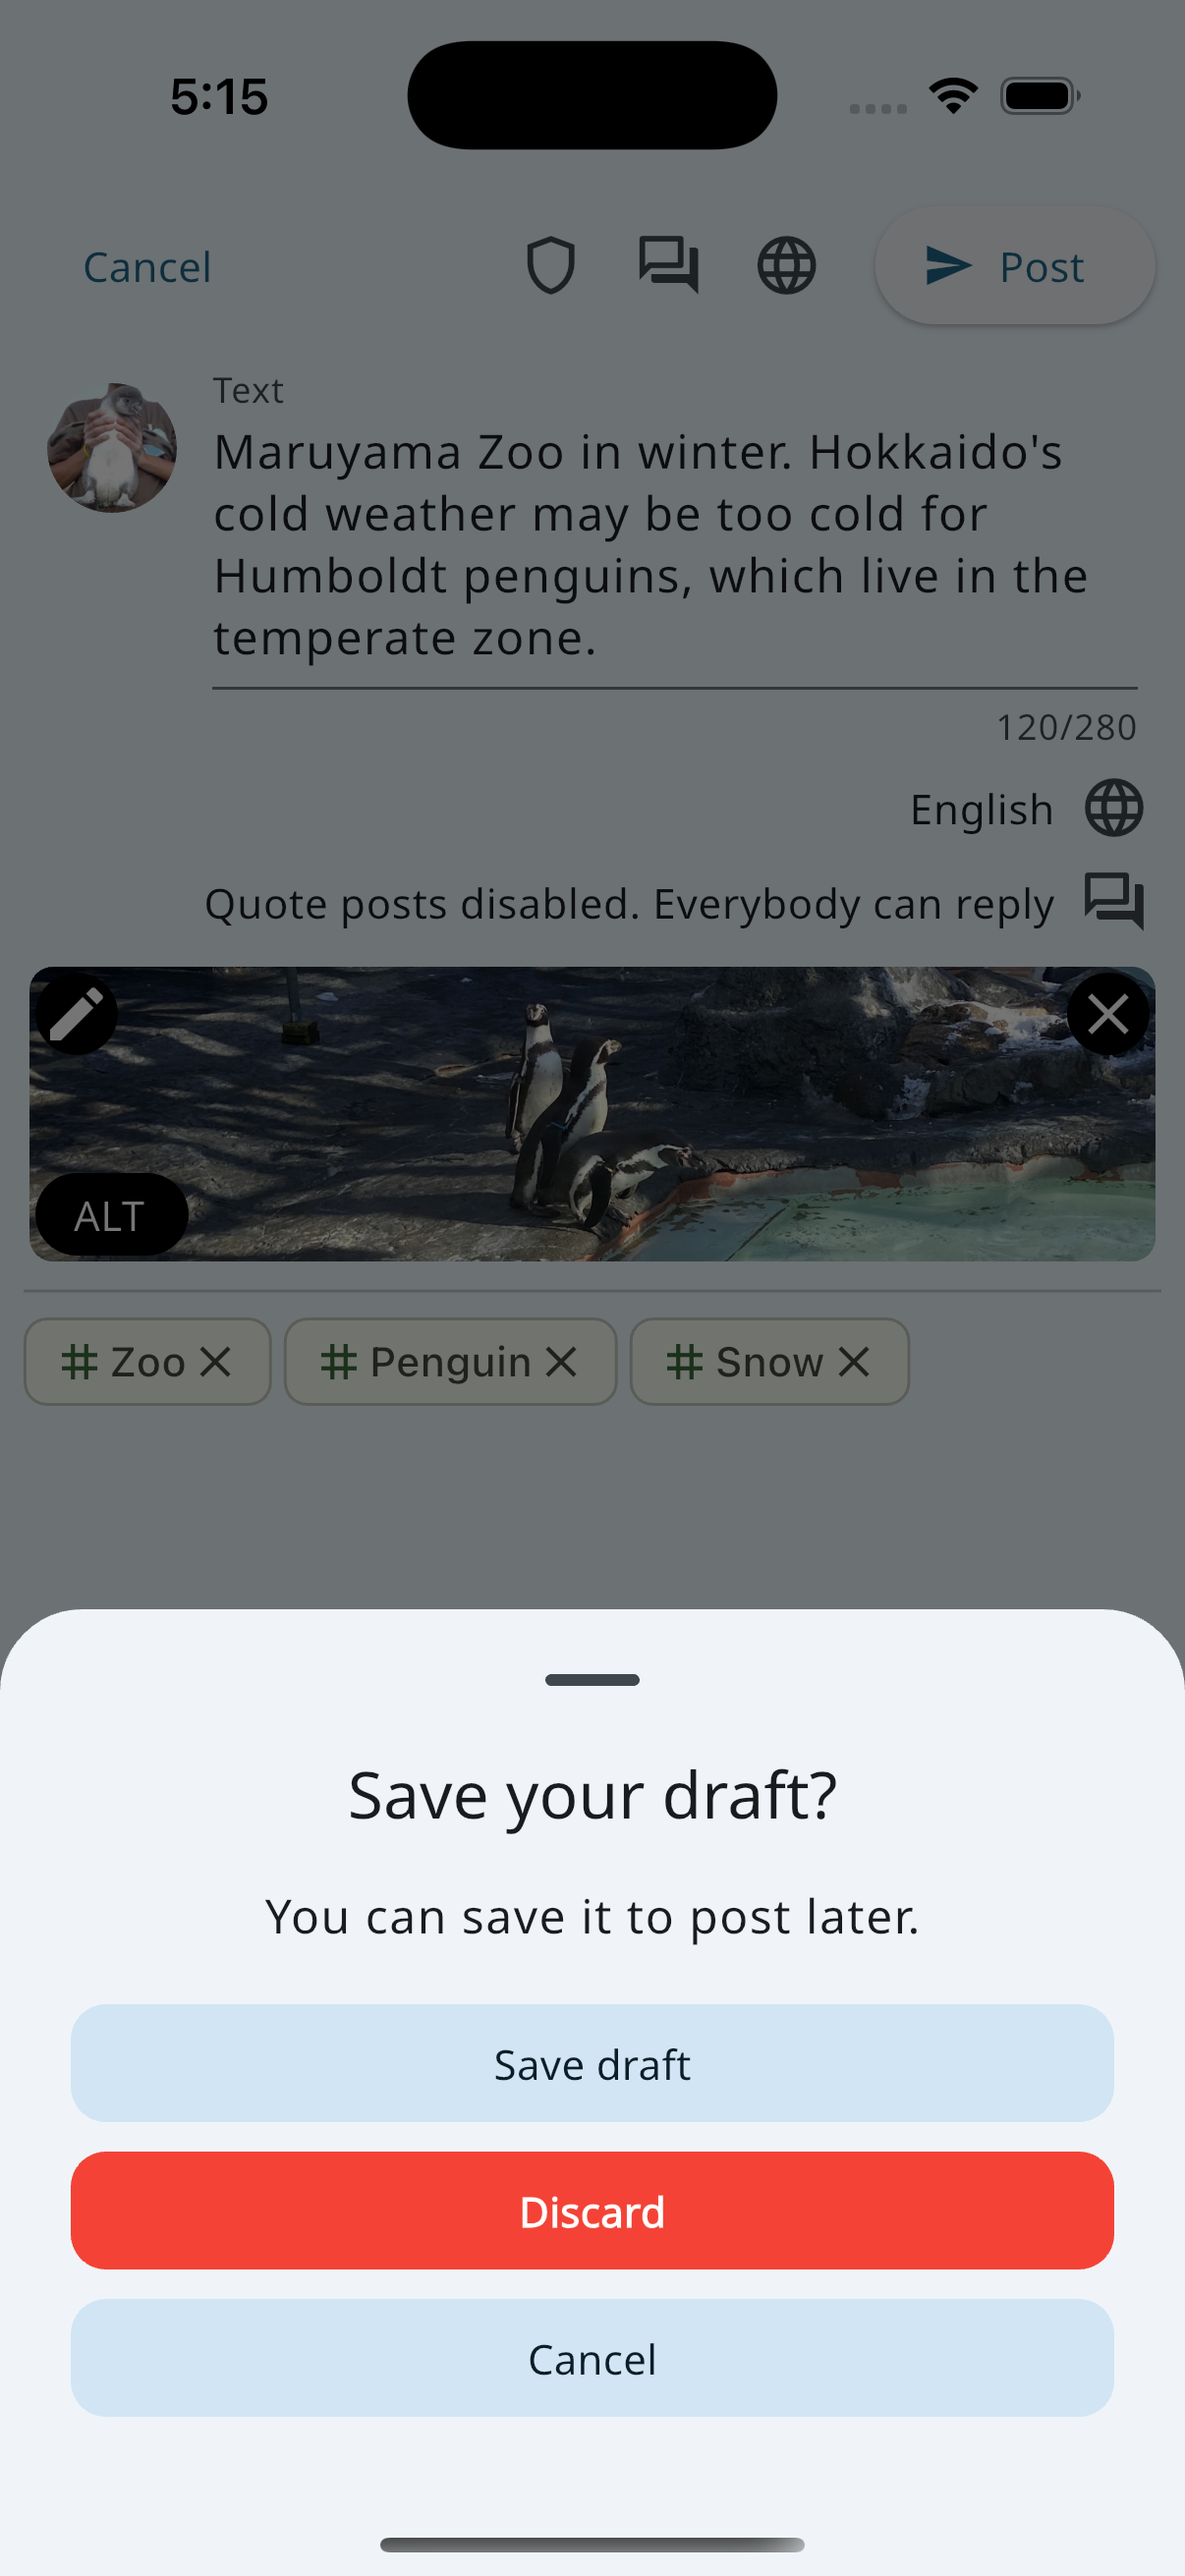 5:15
Cancel
Post
Text
Maruyama Zoo in winter. Hokkaido's
cold weather may be too cold for
Humboldt penguins, which live in the
temperate zone.
120/280
English
Quote posts disabled. Everybody can reply
ALT
# Zoo
# Penguin
# Snow
Save your draft?
You can save it to post later.
Save draft
Discard
Cancel